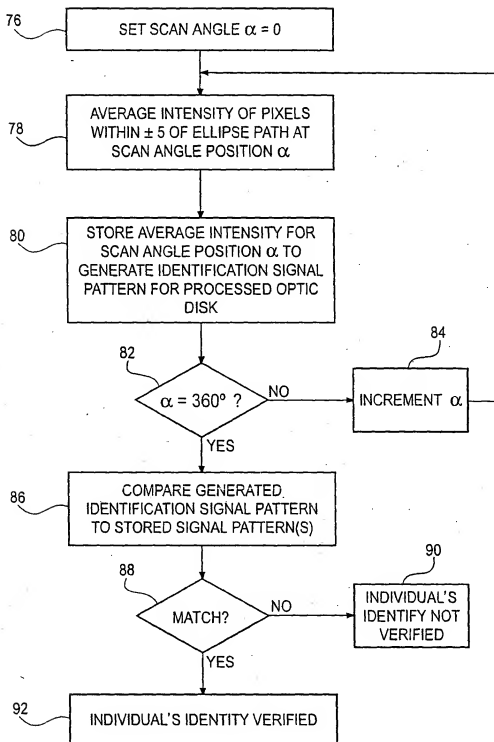 76
SET SCAN ANGLE α = 0
78
AVERAGE INTENSITY OF PIXELS
WITHIN ± 5 OF ELLIPSE PATH AT
SCAN ANGLE POSITION α
80
STORE AVERAGE INTENSITY FOR
SCAN ANGLE POSITION α TO
GENERATE IDENTIFICATION SIGNAL
PATTERN FOR PROCESSED OPTIC
DISK
82
α = 360° ?
NO
84
INCREMENT α
YES
86
COMPARE GENERATED
IDENTIFICATION SIGNAL PATTERN
TO STORED SIGNAL PATTERN(S)
88
MATCH?
NO
90
INDIVIDUAL'S
IDENTIFY NOT
VERIFIED
YES
92
INDIVIDUAL'S IDENTITY VERIFIED